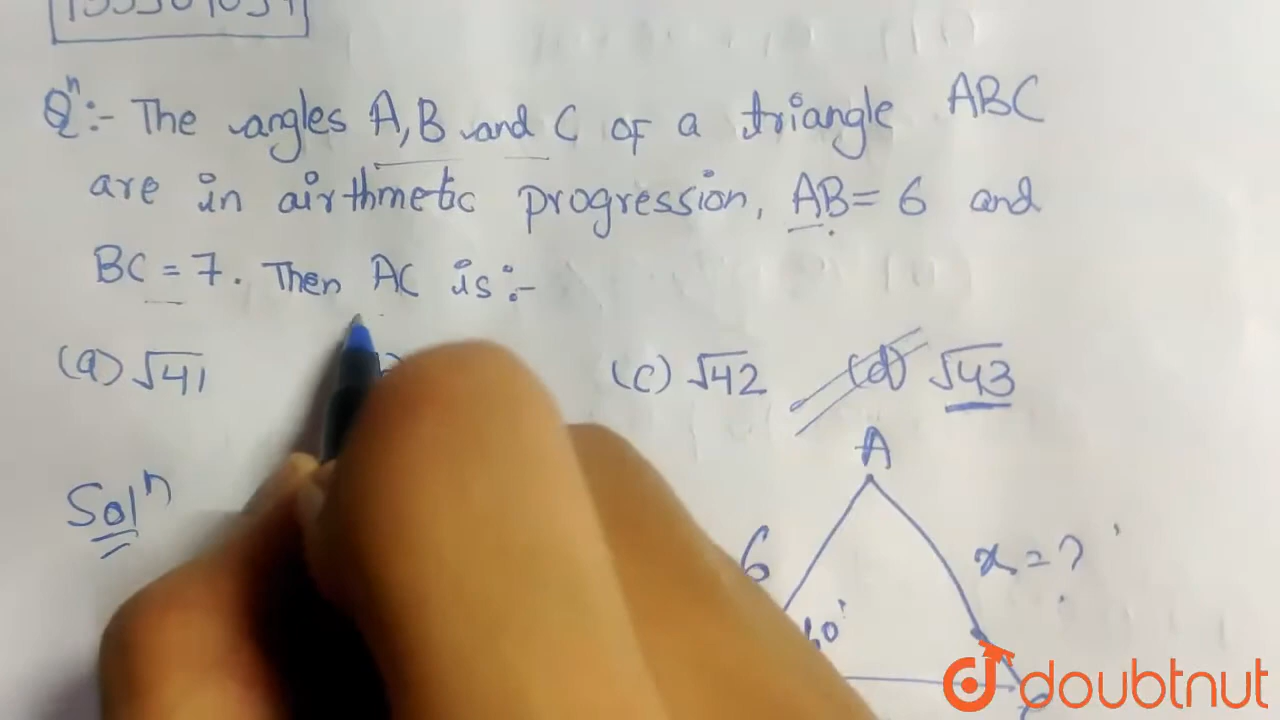 Qⁿ:- The angles A, B and C of a triangle ABC
are in airthmetic progression, AB = 6 and
BC = 7. Then AC is :-
(a) √41
(c) √42
(d) √43
Solⁿ
A
6
x = ?
doubtnut